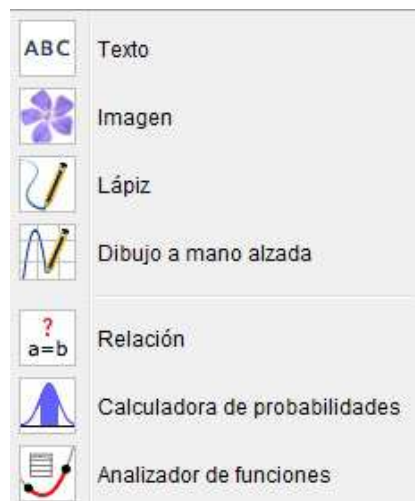 ABC Texto
Imagen
Lápiz
Dibujo a mano alzada
? a=b Relación
Calculadora de probabilidades
Analizador de funciones